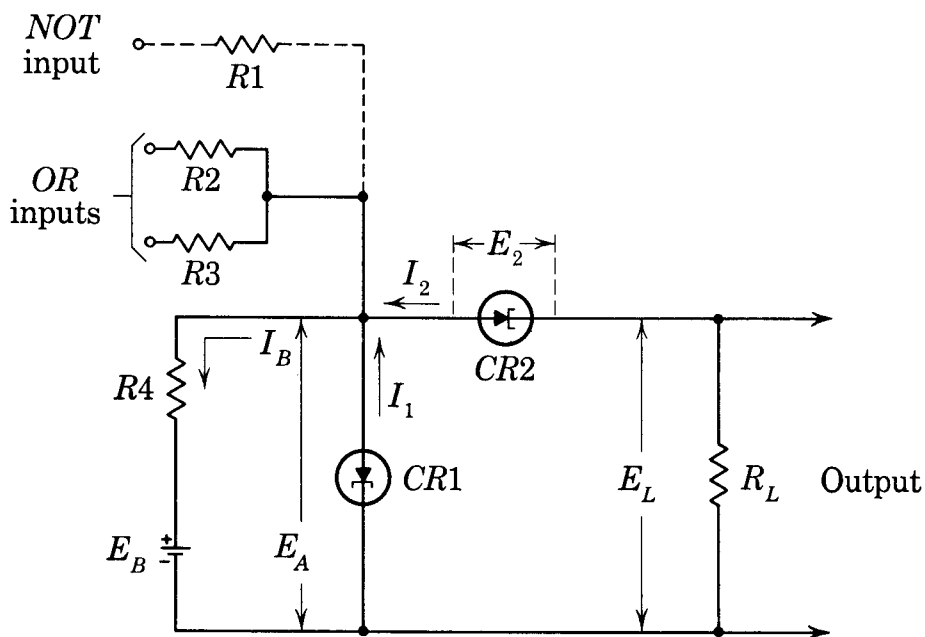 NOT
input
R1
OR
inputs
R2
R3
E2
I2
IB
R4
CR2
I1
CR1
EB
+
-
EA
EL
RL
Output